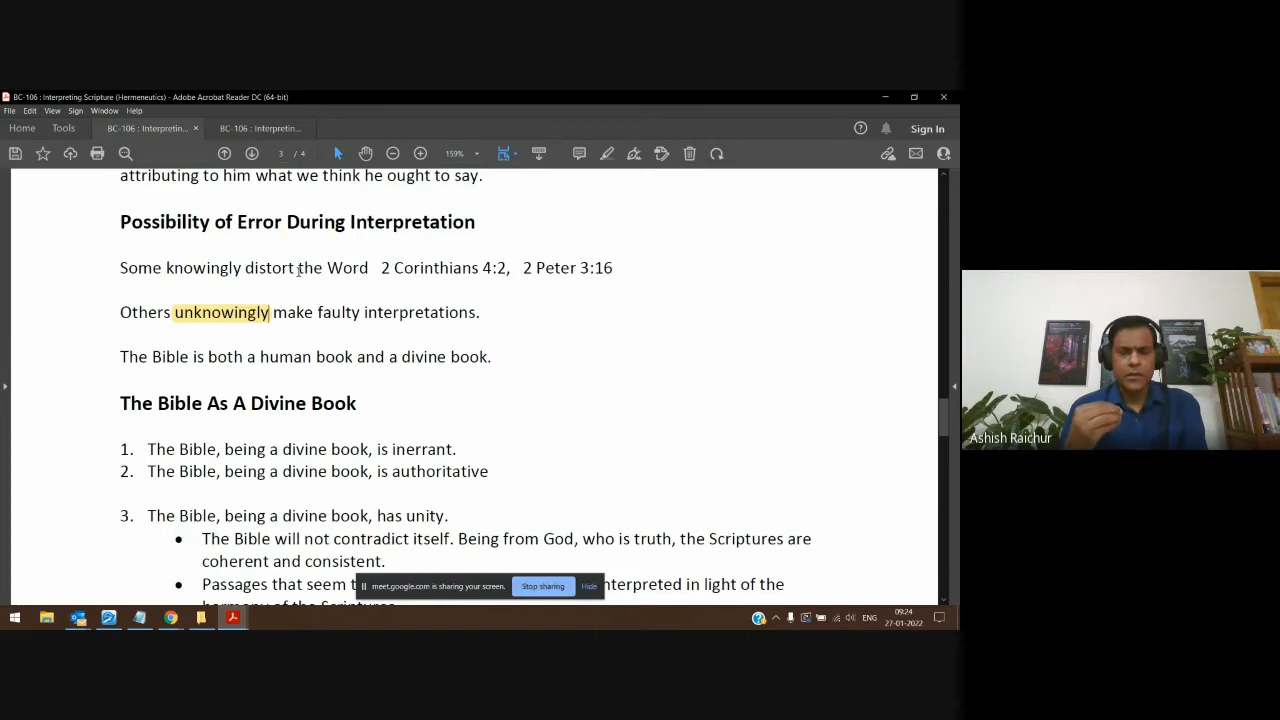 BC-106 : Interpreting Scripture (Hermeneutics) - Adobe Acrobat Reader DC (64-bit)
File Edit View Sign Window Help
Home Tools BC-106 : Interpretin... × BC-106 : Interpretin... Sign In
3 / 4 159%
attributing to him what we think he ought to say.
Possibility of Error During Interpretation
Some knowingly distort the Word 2 Corinthians 4:2, 2 Peter 3:16
Others unknowingly make faulty interpretations.
The Bible is both a human book and a divine book.
The Bible As A Divine Book
1. The Bible, being a divine book, is inerrant.
2. The Bible, being a divine book, is authoritative
3. The Bible, being a divine book, has unity.
• The Bible will not contradict itself. Being from God, who is truth, the Scriptures are
coherent and consistent.
• Passages that seem nterpreted in light of the
meet.google.com is sharing your screen. Stop sharing Hide
harmony of the Scriptures
ENG 09:24
27-01-2022
Ashish Raichur